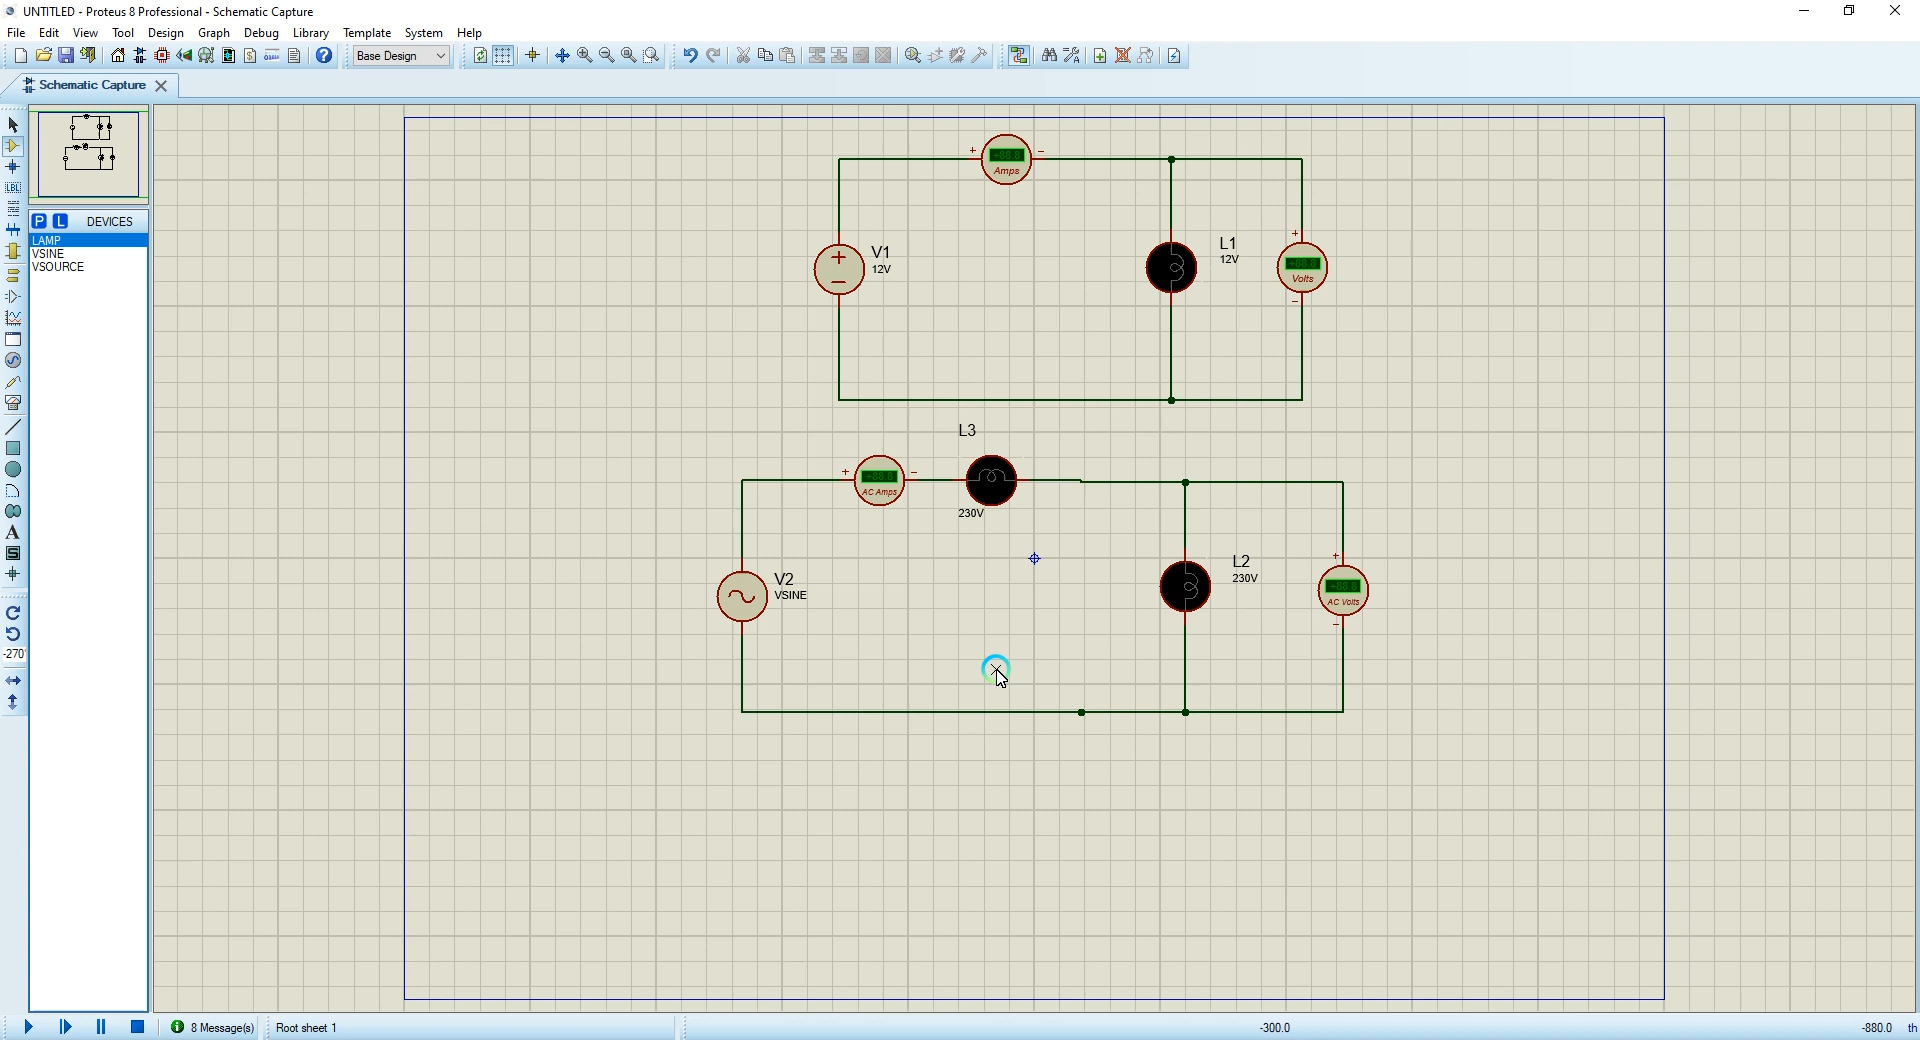 UNTITLED - Proteus 8 Professional - Schematic Capture
File Edit View Tool Design Graph Debug Library Template System Help
Base Design
Schematic Capture
P L DEVICES
LAMP
VSINE
VSOURCE
LBL
A
S
-270°
+ −
Amps
V1
12V
+
−
L1
12V
+
Volts
−
L3
+ −
AC Amps
230V
V2
VSINE
L2
230V
+
AC Volts
−
8 Message(s) Root sheet 1 -300.0 -880.0 th